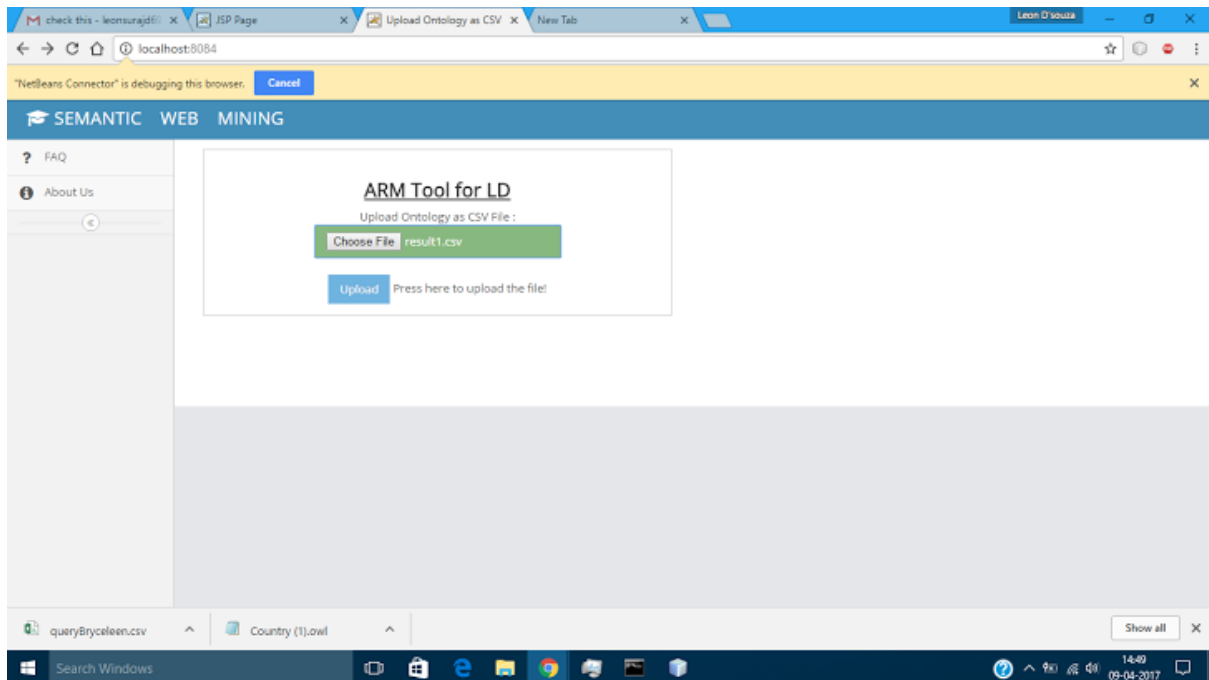 check this - leonsurajd6
JSP Page
Upload Ontology as CSV
New Tab
Leon D'souza
localhost:8084
"NetBeans Connector" is debugging this browser.
Cancel
SEMANTIC WEB MINING
FAQ
About Us
ARM Tool for LD
Upload Ontology as CSV File :
Choose File result1.csv
Upload Press here to upload the file!
queryBryceleen.csv
Country (1).owl
Show all
Search Windows
14:49
09-04-2017